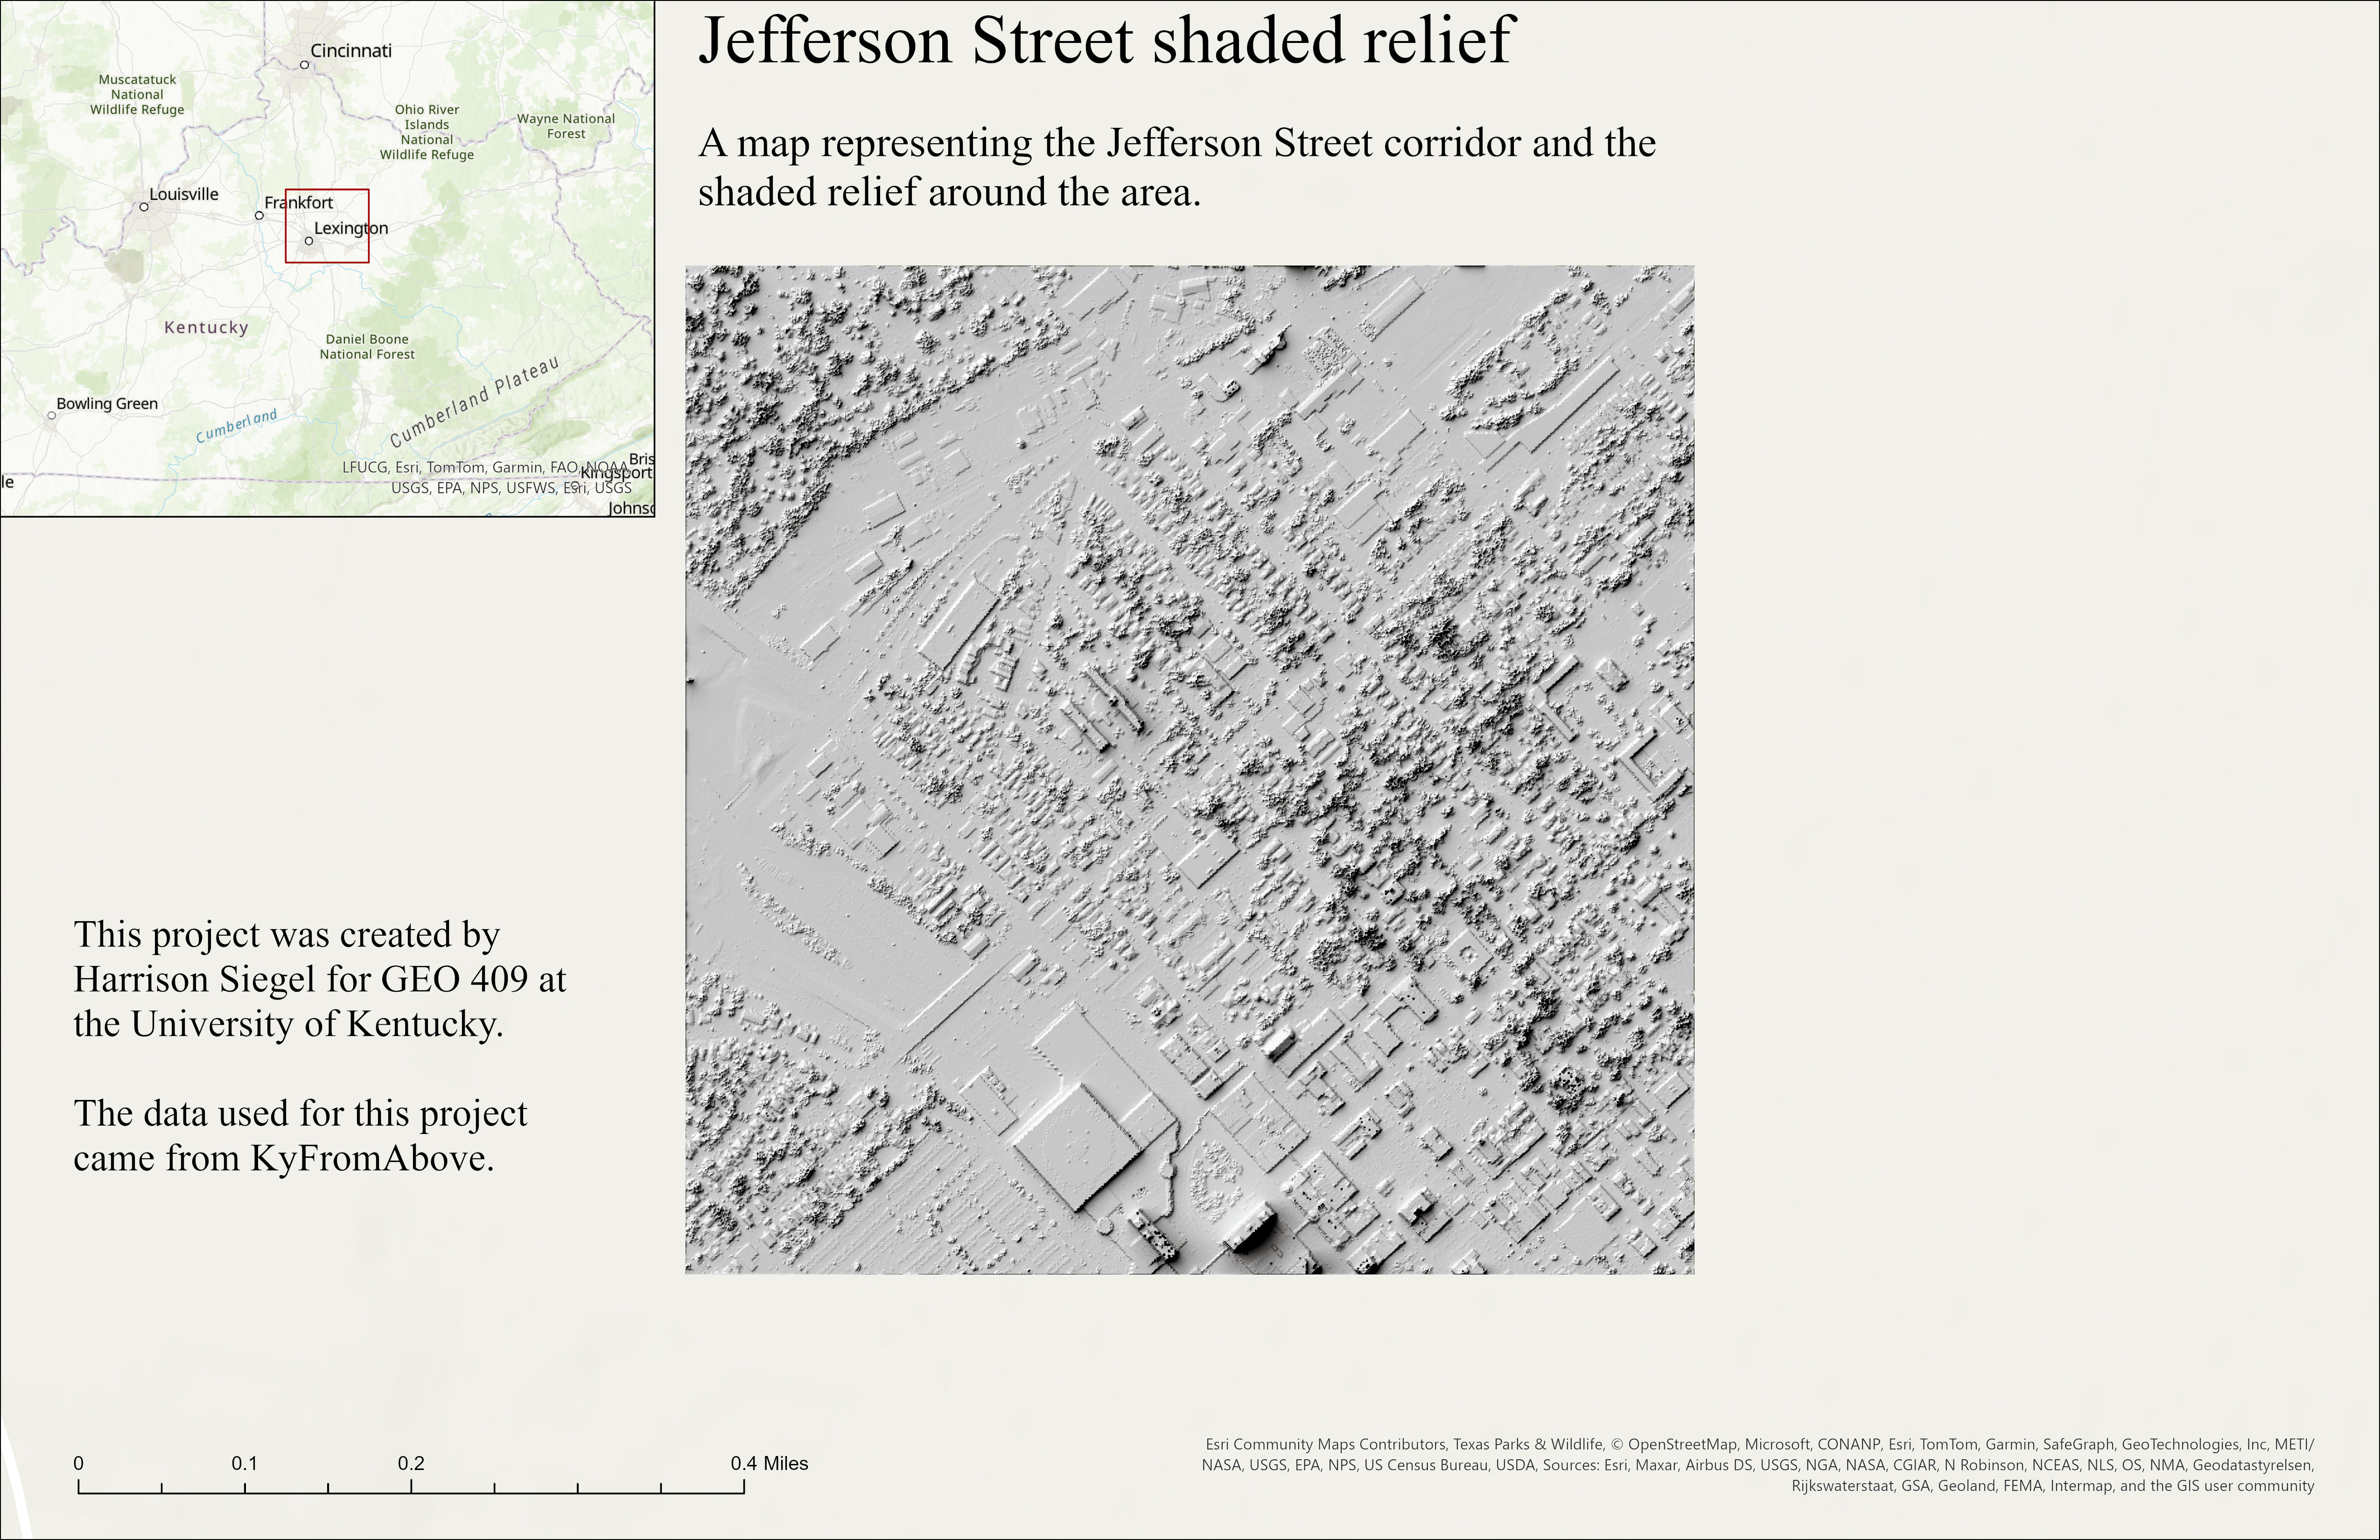 Jefferson Street shaded relief
A map representing the Jefferson Street corridor and the
shaded relief around the area.
Cincinnati
Muscatatuck
National
Wildlife Refuge
Ohio River
Islands
National
Wildlife Refuge
Wayne National
Forest
Louisville
Frankfort
Lexington
Kentucky
Daniel Boone
National Forest
Cumberland Plateau
Bowling Green
Cumberland
LFUCG, Esri, TomTom, Garmin, FAO, NOAA,
USGS, EPA, NPS, USFWS, Esri, USGS
Bris
Kingsport
le
Johnso
This project was created by
Harrison Siegel for GEO 409 at
the University of Kentucky.
The data used for this project
came from KyFromAbove.
0 0.1 0.2 0.4 Miles
Esri Community Maps Contributors, Texas Parks & Wildlife, © OpenStreetMap, Microsoft, CONANP, Esri, TomTom, Garmin, SafeGraph, GeoTechnologies, Inc, METI/
NASA, USGS, EPA, NPS, US Census Bureau, USDA, Sources: Esri, Maxar, Airbus DS, USGS, NGA, NASA, CGIAR, N Robinson, NCEAS, NLS, OS, NMA, Geodatastyrelsen,
Rijkswaterstaat, GSA, Geoland, FEMA, Intermap, and the GIS user community